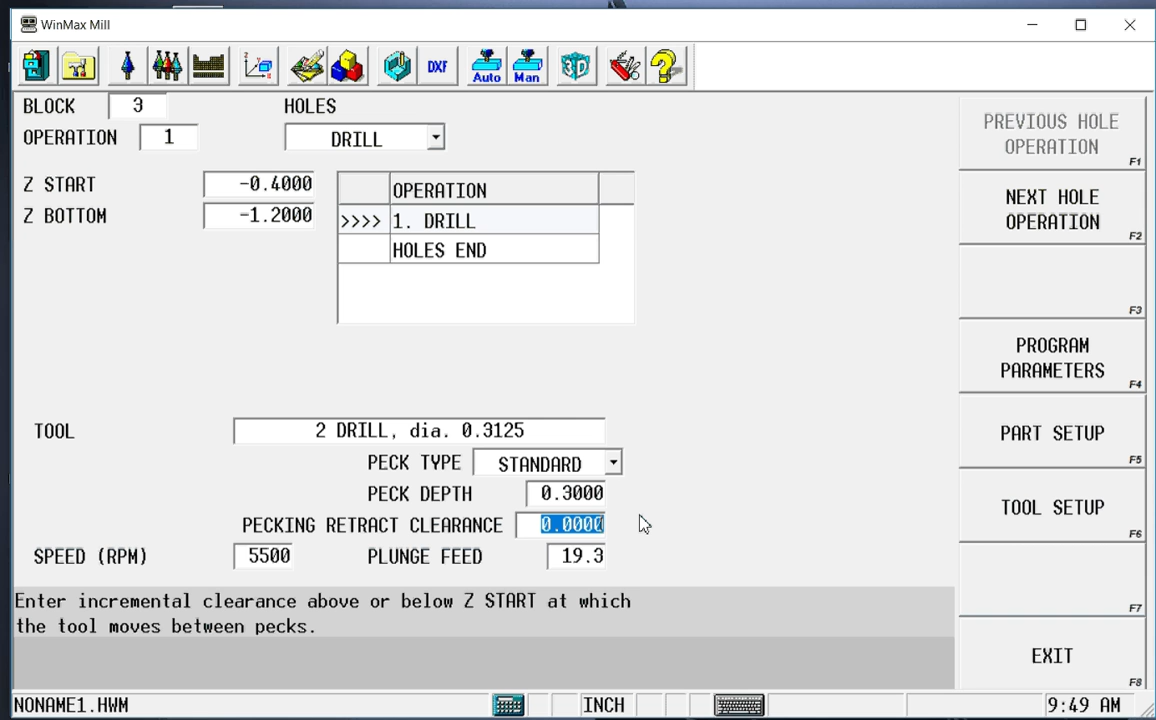 WinMax Mill
DXF
Auto
Man
3D
BLOCK 3 HOLES
OPERATION 1 DRILL
Z START -0.4000
Z BOTTOM -1.2000
OPERATION
>>>> 1. DRILL
HOLES END
TOOL 2 DRILL, dia. 0.3125
PECK TYPE STANDARD
PECK DEPTH 0.3000
PECKING RETRACT CLEARANCE 0.0000
SPEED (RPM) 5500 PLUNGE FEED 19.3
Enter incremental clearance above or below Z START at which
the tool moves between pecks.
PREVIOUS HOLE
OPERATION
F1
NEXT HOLE
OPERATION
F2
F3
PROGRAM
PARAMETERS
F4
PART SETUP
F5
TOOL SETUP
F6
F7
EXIT
F8
NONAME1.HWM INCH 9:49 AM